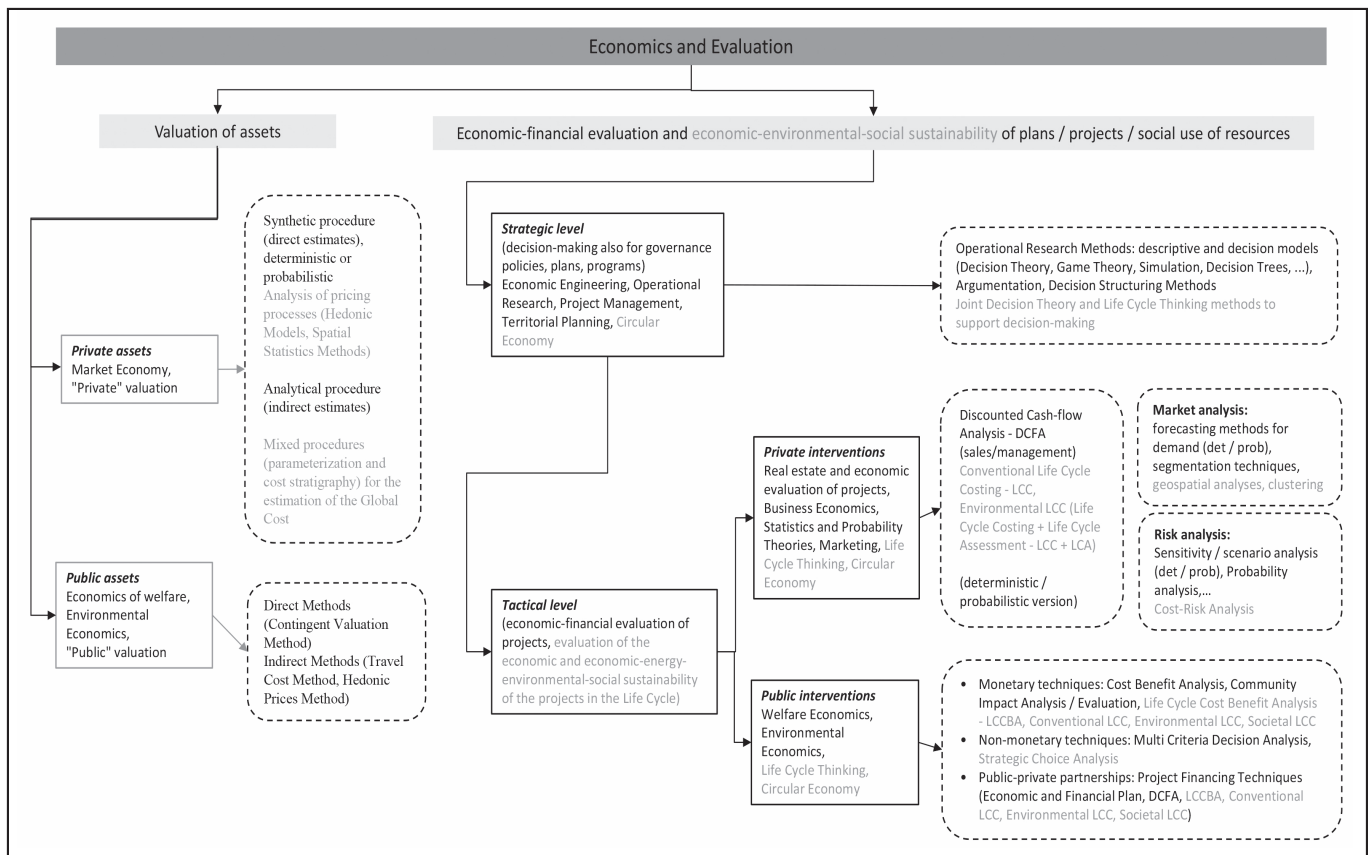 Economics and Evaluation
Valuation of assets
Economic-financial evaluation and economic-environmental-social sustainability of plans / projects / social use of resources
Synthetic procedure
(direct estimates),
deterministic or
probabilistic
Analysis of pricing
processes (Hedonic
Models, Spatial
Statistics Methods)
Analytical procedure
(indirect estimates)
Mixed procedures
(parameterization and
cost stratigraphy) for the
estimation of the Global
Cost
Private assets
Market Economy,
"Private" valuation
Public assets
Economics of welfare,
Environmental
Economics,
"Public" valuation
Direct Methods
(Contingent Valuation
Method)
Indirect Methods (Travel
Cost Method, Hedonic
Prices Method)
Strategic level
(decision-making also for governance
policies, plans, programs)
Economic Engineering, Operational
Research, Project Management,
Territorial Planning, Circular
Economy
Operational Research Methods: descriptive and decision models
(Decision Theory, Game Theory, Simulation, Decision Trees, ...),
Argumentation, Decision Structuring Methods
Joint Decision Theory and Life Cycle Thinking methods to
support decision-making
Tactical level
(economic-financial evaluation of
projects, evaluation of the
economic and economic-energy-
environmental-social sustainability
of the projects in the Life Cycle)
Private interventions
Real estate and economic
evaluation of projects,
Business Economics,
Statistics and Probability
Theories, Marketing, Life
Cycle Thinking, Circular
Economy
Discounted Cash-flow
Analysis - DCFA
(sales/management)
Conventional Life Cycle
Costing - LCC,
Environmental LCC (Life
Cycle Costing + Life Cycle
Assessment - LCC + LCA)
(deterministic /
probabilistic version)
Market analysis:
forecasting methods for
demand (det / prob),
segmentation techniques,
geospatial analyses, clustering
Risk analysis:
Sensitivity / scenario analysis
(det / prob), Probability
analysis,...
Cost-Risk Analysis
Public interventions
Welfare Economics,
Environmental
Economics,
Life Cycle Thinking,
Circular Economy
• Monetary techniques: Cost Benefit Analysis, Community
Impact Analysis / Evaluation, Life Cycle Cost Benefit Analysis
- LCCBA, Conventional LCC, Environmental LCC, Societal LCC
• Non-monetary techniques: Multi Criteria Decision Analysis,
Strategic Choice Analysis
• Public-private partnerships: Project Financing Techniques
(Economic and Financial Plan, DCFA, LCCBA, Conventional
LCC, Environmental LCC, Societal LCC)